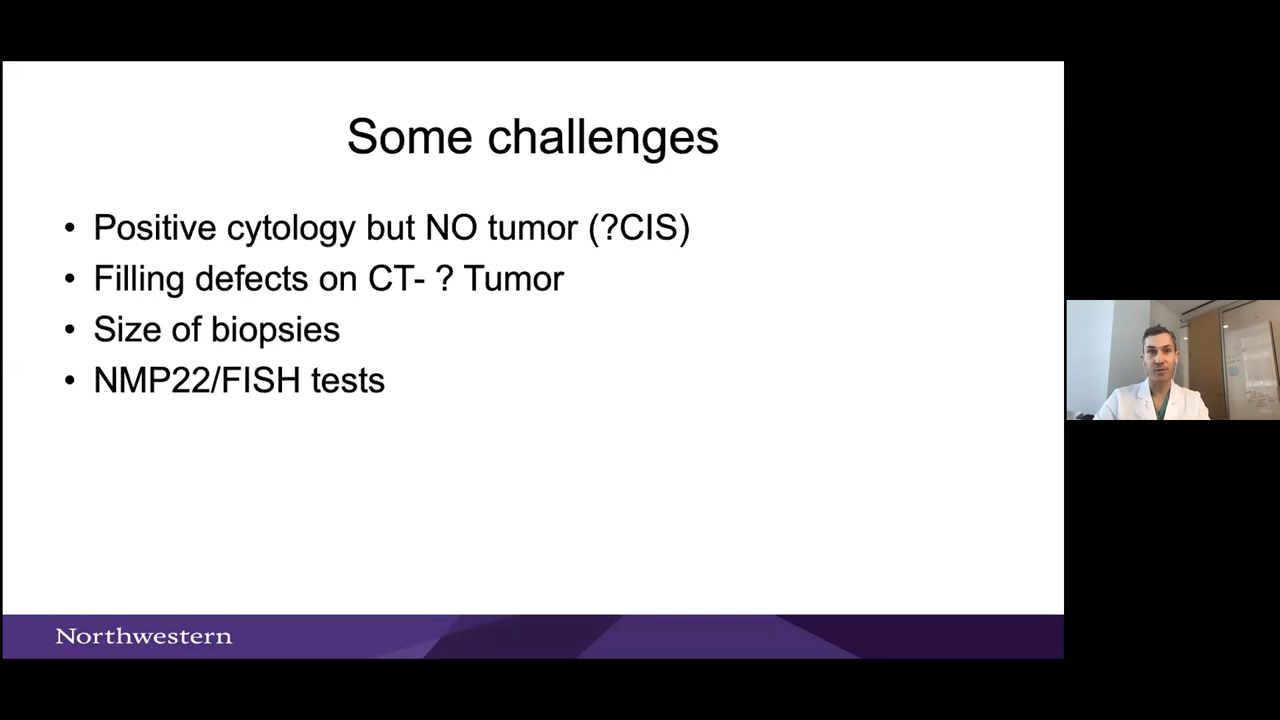 Some challenges
• Positive cytology but NO tumor (?CIS)
• Filling defects on CT- ? Tumor
• Size of biopsies
• NMP22/FISH tests
Northwestern